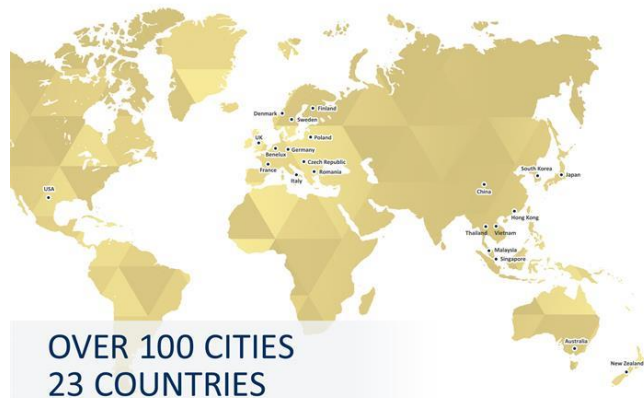 Finland
Denmark
Sweden
UK
Poland
Benelux
Germany
Czech Republic
France
Romania
Italy
USA
South Korea
Japan
China
Hong Kong
Thailand
Vietnam
Malaysia
Singapore
Australia
New Zealand
OVER 100 CITIES
23 COUNTRIES